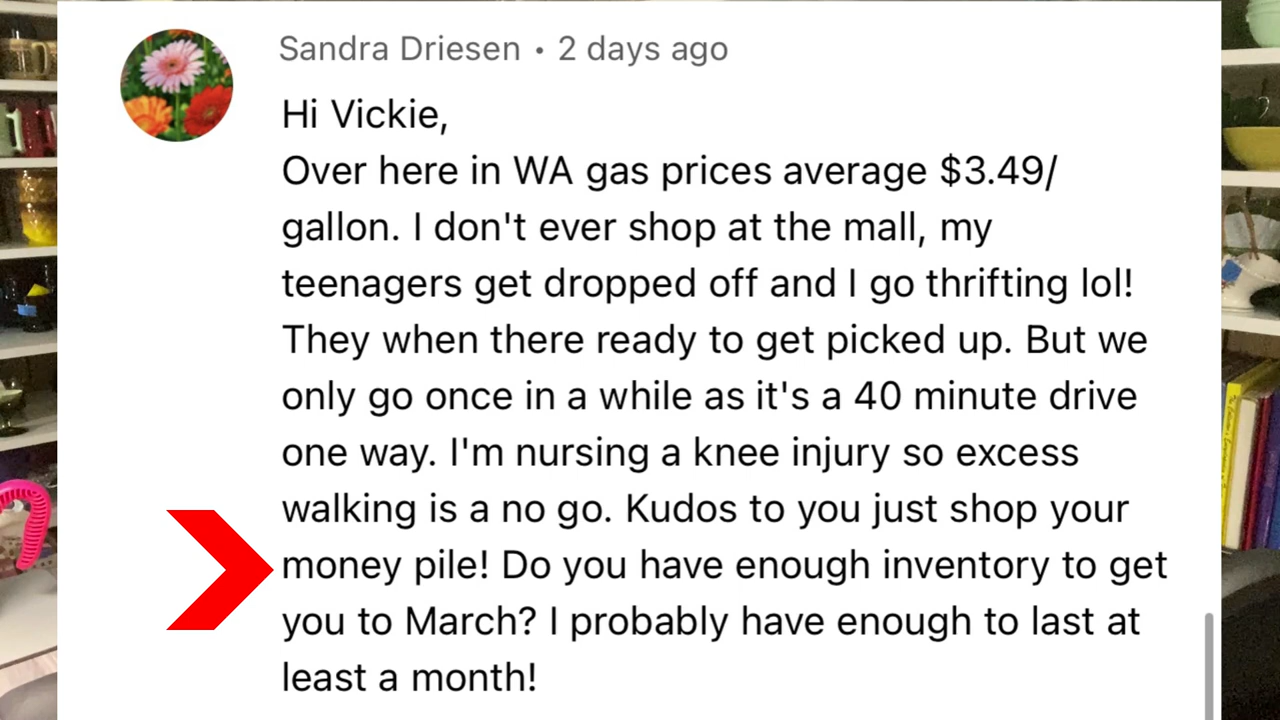 Sandra Driesen • 2 days ago
Hi Vickie,
Over here in WA gas prices average $3.49/
gallon. I don't ever shop at the mall, my
teenagers get dropped off and I go thrifting lol!
They when there ready to get picked up. But we
only go once in a while as it's a 40 minute drive
one way. I'm nursing a knee injury so excess
walking is a no go. Kudos to you just shop your
money pile! Do you have enough inventory to get
you to March? I probably have enough to last at
least a month!